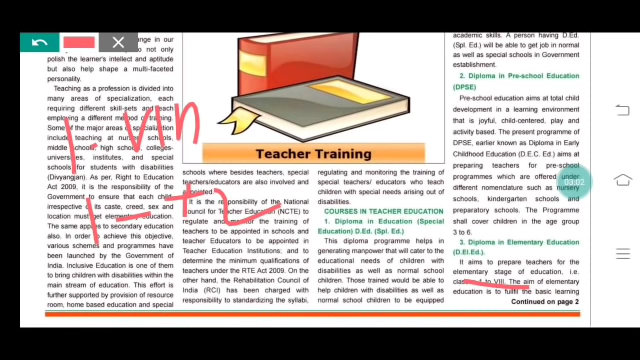 ange in our
o not only
polish the learner's intellect and aptitude
but also help shape a multi-faceted
personality.
Teaching as a profession is divided into
many areas of specialization, each
requiring different skill-sets and each
employing a different method of training.
Some of the major areas of specialization
include teaching at nursery schools,
middle schools, high schools, colleges-
universities, institutes, and special
schools for students with disabilities
(Divyangan). As per, Right to Education
Act 2009, it is the responsibility of the
Government to ensure that each child
irrespective of its caste, creed, sex and
location must get elementary education.
The same applies to secondary education
also. In order to achieve this objective,
various schemes and programmes have
been launched by the Government of India.
Inclusive Education is one of them
to bring children with disabilities within the
main stream of education. This effort is
further supported by provision of resource
room, home based education and special
Teacher Training
schools where besides teachers, special
teachers/educators are also involved and
appointed.
It is the responsibility of the National
Council for Teacher Education (NCTE) to
regulate and monitor the training of
teachers to be appointed in schools and
teacher Educators to be appointed in
Teacher Education Institutions; and to
determine the minimum qualifications of
teachers under the RTE Act 2009. On
the other hand, the Rehabilitation Council
of India (RCI) has been charged with
responsibility to standardizing the syllabi,
regulating and monitoring the training of
special teachers/ educators who teach
children with special needs arising out of
disabilities.
COURSES IN TEACHER EDUCATION
1. Diploma in Education (Special
Education) D.Ed. (Spl. Ed.)
This diploma programme helps in
generating manpower that will cater to the
educational needs of children with
disabilities as well as normal school
children. Those trained would be able to
help children with disabilities as well as
normal school children to be equipped
academic skills. A person having D.Ed.
(Spl. Ed) will be able to get job in normal
as well as special schools in Government
establishment.
2. Diploma in Pre-school Education
(DPSE)
Pre-school education aims at total child
development in a learning environment
that is joyful, child-centered, play and
activity based. The present programme of
DPSE, earlier known as Diploma in Early
Childhood Education (D.E.C. Ed.) aims at
preparing teachers for pre-school
programmes which are offered under
different nomenclature such as nursery
schools, kindergarten schools and
preparatory schools. The Programme
shall cover children in the age group
3 to 6.
3. Diploma in Elementary Education
(D.El.Ed.)
It aims to prepare teachers for the
elementary stage of education, i.e.
classes I to VIII. The aim of elementary
education is to fulfil the basic learning
Continued on page 2